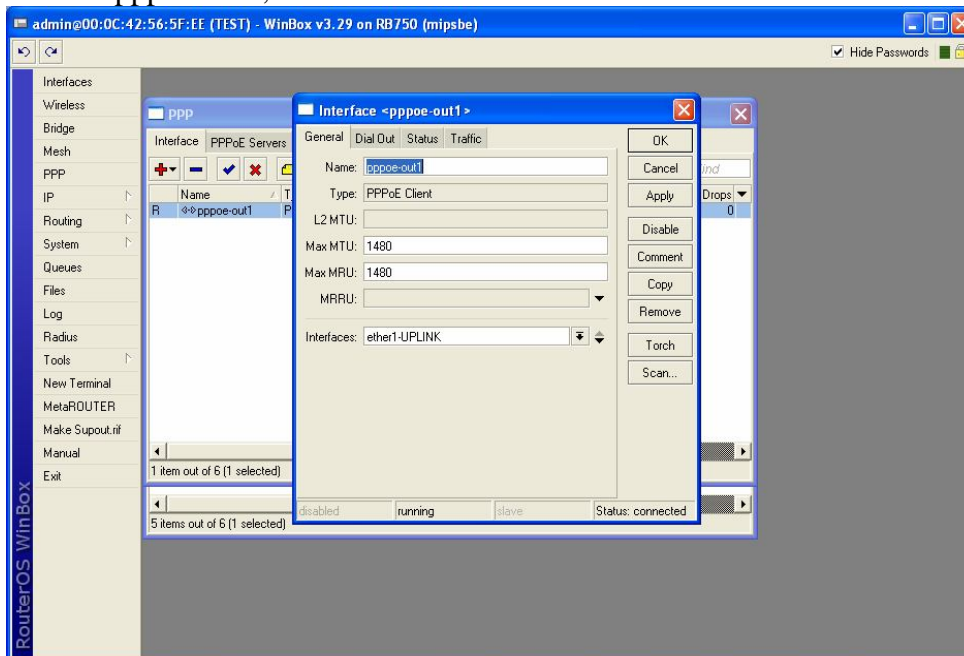 admin@00:0C:42:56:5F:EE (TEST) - WinBox v3.29 on RB750 (mipsbe)
Hide Passwords
Interfaces
Wireless
Bridge
Mesh
PPP
IP
Routing
System
Queues
Files
Log
Radius
Tools
New Terminal
MetaROUTER
Make Supout.rif
Manual
Exit
RouterOS WinBox
ppp
Interface PPPoE Servers
Name
Drops
R pppoe-out1
0
1 item out of 6 (1 selected)
5 items out of 6 (1 selected)
Interface <pppoe-out1>
General Dial Out Status Traffic
Name: pppoe-out1
Type: PPPoE Client
L2 MTU:
Max MTU: 1480
Max MRU: 1480
MRRU:
Interfaces: ether1-UPLINK
OK
Cancel
Apply
Disable
Comment
Copy
Remove
Torch
Scan...
disabled running slave Status: connected